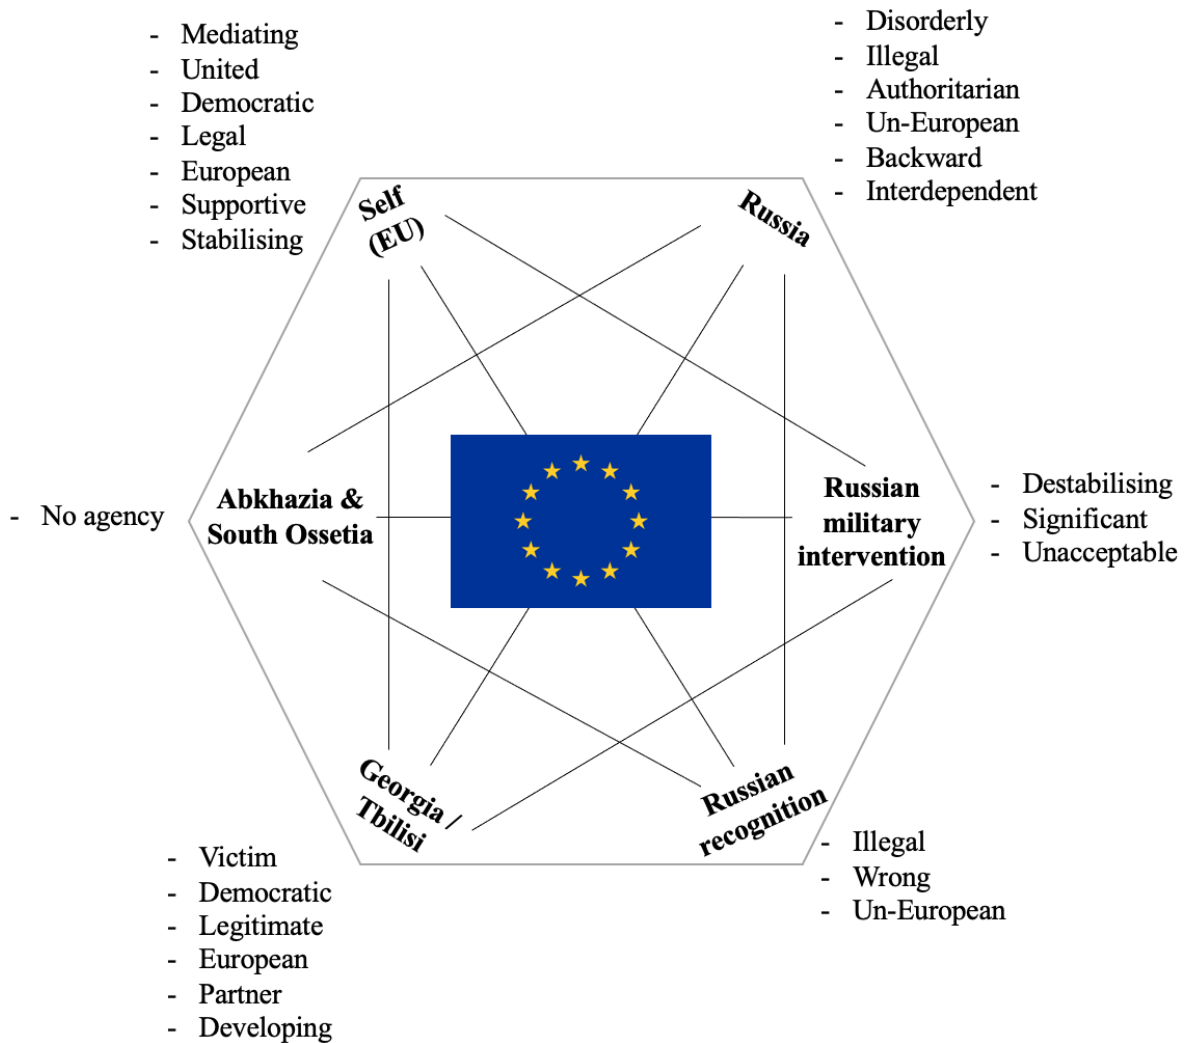 - Mediating
- United
- Democratic
- Legal
- European
- Supportive
- Stabilising
- Disorderly
- Illegal
- Authoritarian
- Un-European
- Backward
- Interdependent
Self
(EU)
Russia
- No agency
Abkhazia &
South Ossetia
Russian
military
intervention
- Destabilising
- Significant
- Unacceptable
Georgia /
Tbilisi
Russian
recognition
- Victim
- Democratic
- Legitimate
- European
- Partner
- Developing
- Illegal
- Wrong
- Un-European